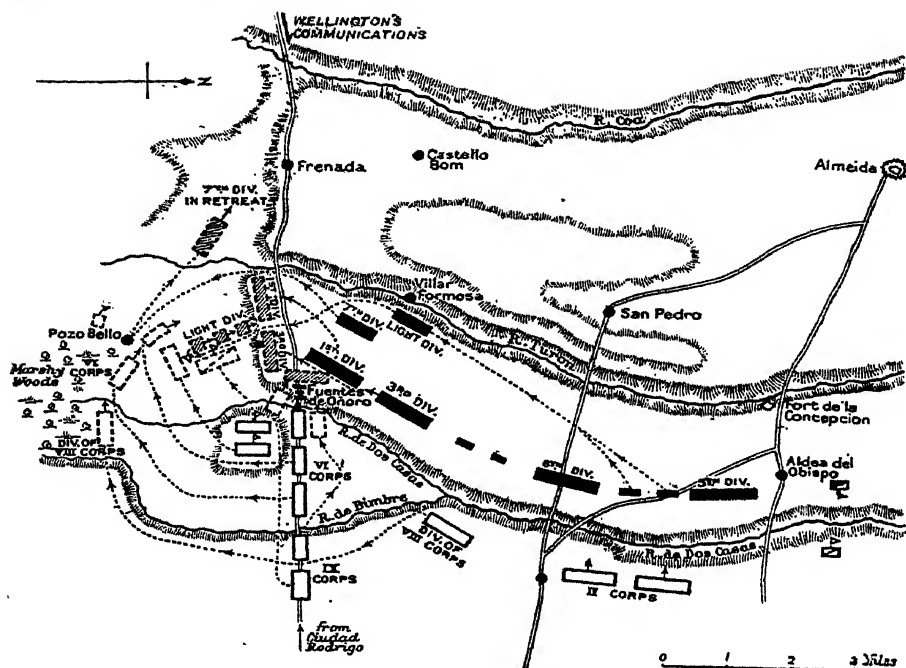 WELLINGTON'S
COMMUNICATIONS
N
R. Coa
Castello
Bom
Almeida
Frenada
7TH DIV.
IN RETREAT
Villar
Formosa
San Pedro
R. Turon
Pozo Bello
LIGHT DIV.
7TH DIV.
LIGHT DIV.
1ST DIV.
3RD DIV.
Marshy
Woods
VI
CORPS
Fuentes
de Onoro
Fort de la
Concepcion
DIV. OF
VIII CORPS
VI
CORPS
R. de Dos Casas
6TH DIV.
5TH DIV.
Aldea del
Obispo
R. de Bimbre
DIV. OF
VIII CORPS
R. de Dos Casas
IX
CORPS
II CORPS
from
Ciudad
Rodrigo
0 1 2 3 Miles